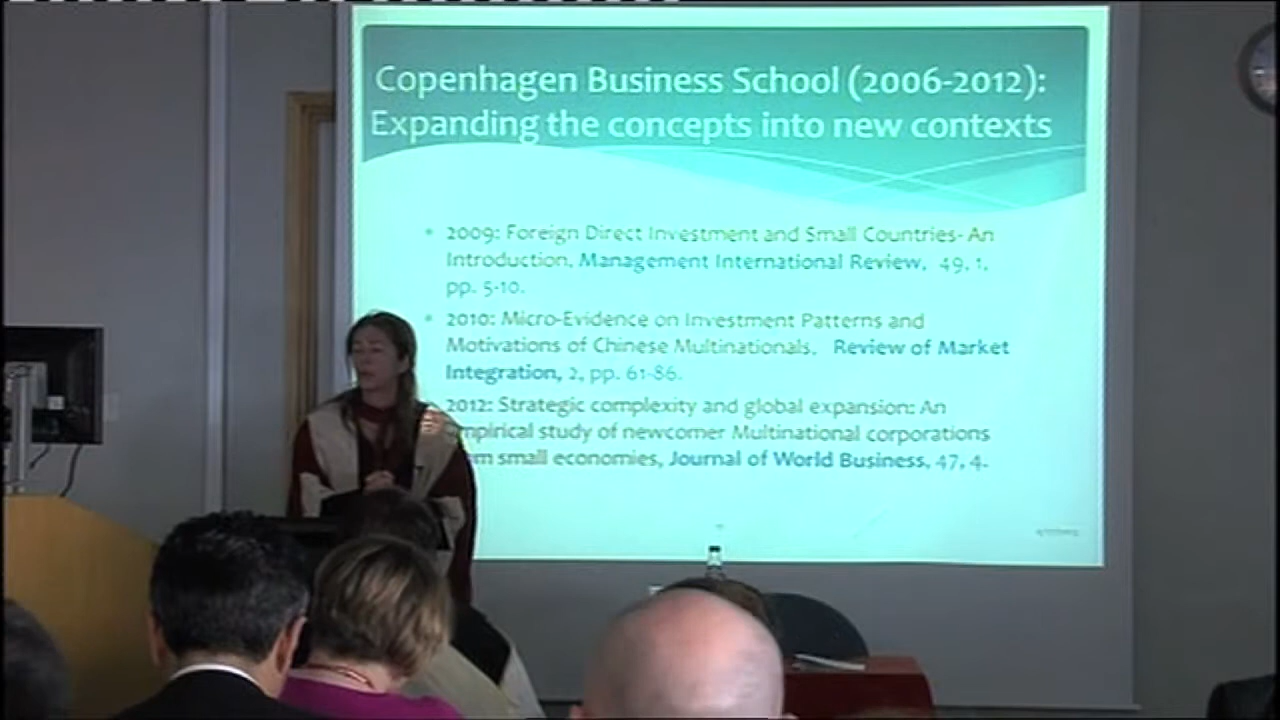 Copenhagen Business School (2006-2012):
Expanding the concepts into new contexts
• 2009: Foreign Direct Investment and Small Countries- An
Introduction. Management International Review, 49, 1,
pp. 5-10.
• 2010: Micro-Evidence on Investment Patterns and
Motivations of Chinese Multinationals. Review of Market
Integration, 2, pp. 61-86.
2012: Strategic complexity and global expansion: An
mpirical study of newcomer Multinational corporations
m small economies, Journal of World Business, 47, 4.